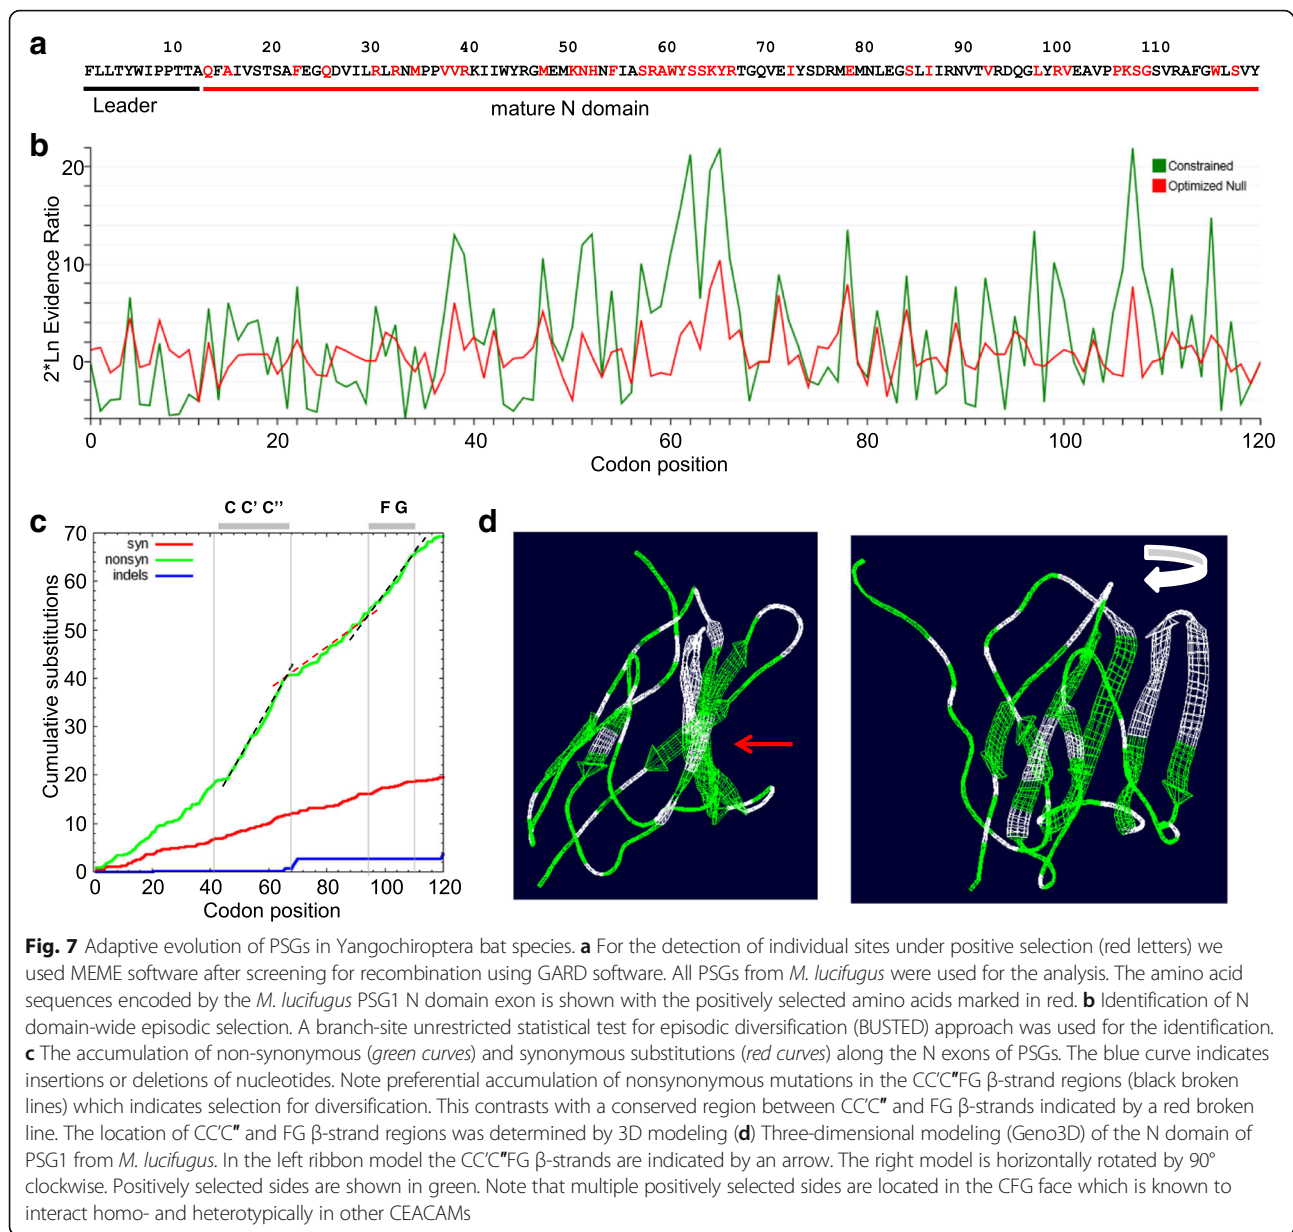 a
10 20 30 40 50 60 70 80 90 100 110
FLLTYWIPPTTAQFAIVSTSAFEGQDVILRLRNMPPVVRKIIWYRGMEMKNHNFIASRAWYSSKYRTGQVEIYSDRMEMNLEGSLIIRNVTVRDQGLYRVEAVPPKSGSVRAFGWLSVY
Leader
mature N domain
b
20
10
0
2*Ln Evidence Ratio
Constrained
Optimized Null
0 20 40 60 80 100 120
Codon position
c
C C’ C’’ F G
70
60
50
40
30
20
10
0
Cumulative substitutions
syn
nonsyn
indels
0 20 40 60 80 100 120
Codon position
d
Fig. 7 Adaptive evolution of PSGs in Yangochiroptera bat species. a For the detection of individual sites under positive selection (red letters) we
used MEME software after screening for recombination using GARD software. All PSGs from M. lucifugus were used for the analysis. The amino acid
sequences encoded by the M. lucifugus PSG1 N domain exon is shown with the positively selected amino acids marked in red. b Identification of N
domain-wide episodic selection. A branch-site unrestricted statistical test for episodic diversification (BUSTED) approach was used for the identification.
c The accumulation of non-synonymous (green curves) and synonymous substitutions (red curves) along the N exons of PSGs. The blue curve indicates
insertions or deletions of nucleotides. Note preferential accumulation of nonsynonymous mutations in the CC’C″FG β-strand regions (black broken
lines) which indicates selection for diversification. This contrasts with a conserved region between CC’C″ and FG β-strands indicated by a red broken
line. The location of CC’C″ and FG β-strand regions was determined by 3D modeling (d) Three-dimensional modeling (Geno3D) of the N domain of
PSG1 from M. lucifugus. In the left ribbon model the CC’C″FG β-strands are indicated by an arrow. The right model is horizontally rotated by 90°
clockwise. Positively selected sides are shown in green. Note that multiple positively selected sides are located in the CFG face which is known to
interact homo- and heterotypically in other CEACAMs